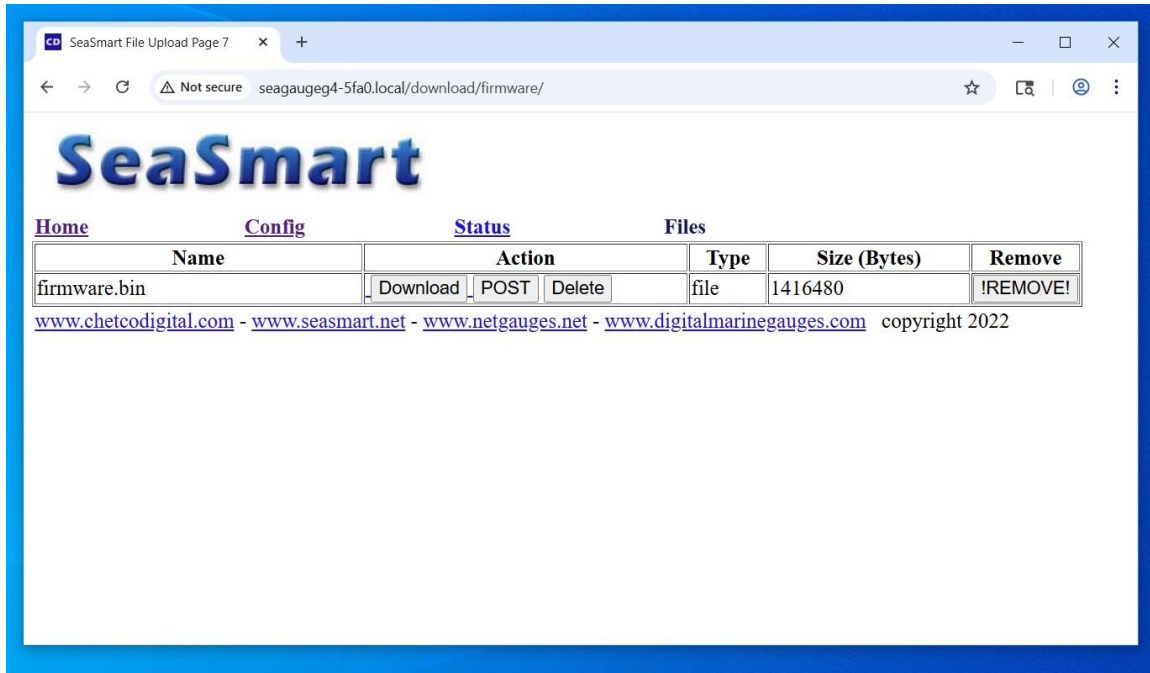 CD SeaSmart File Upload Page 7
Not secure seagaugeg4-5fa0.local/download/firmware/
SeaSmart
Home Config Status Files
Name Action Type Size (Bytes) Remove
firmware.bin Download POST Delete file 1416480 !REMOVE!
www.chetcodigital.com - www.seasmart.net - www.netgauges.net - www.digitalmarinegauges.com copyright 2022